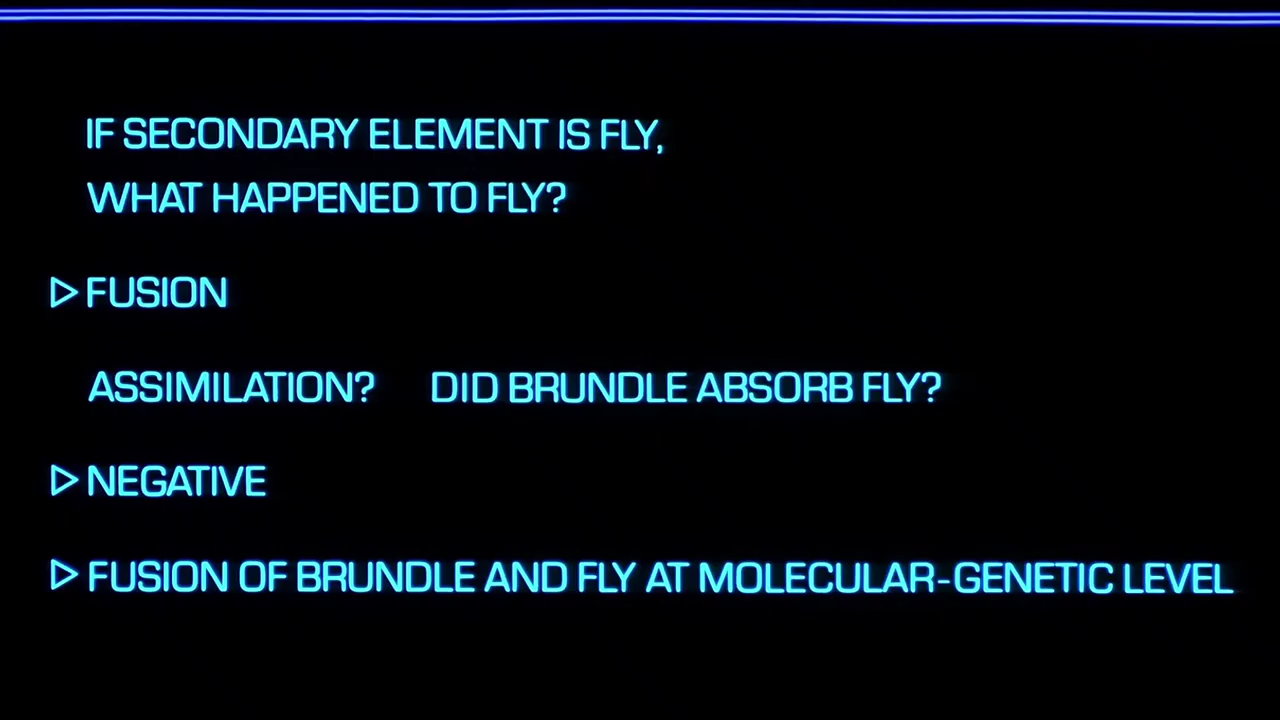 IF SECONDARY ELEMENT IS FLY,
WHAT HAPPENED TO FLY?
▷ FUSION
ASSIMILATION? DID BRUNDLE ABSORB FLY?
▷ NEGATIVE
▷ FUSION OF BRUNDLE AND FLY AT MOLECULAR-GENETIC LEVEL